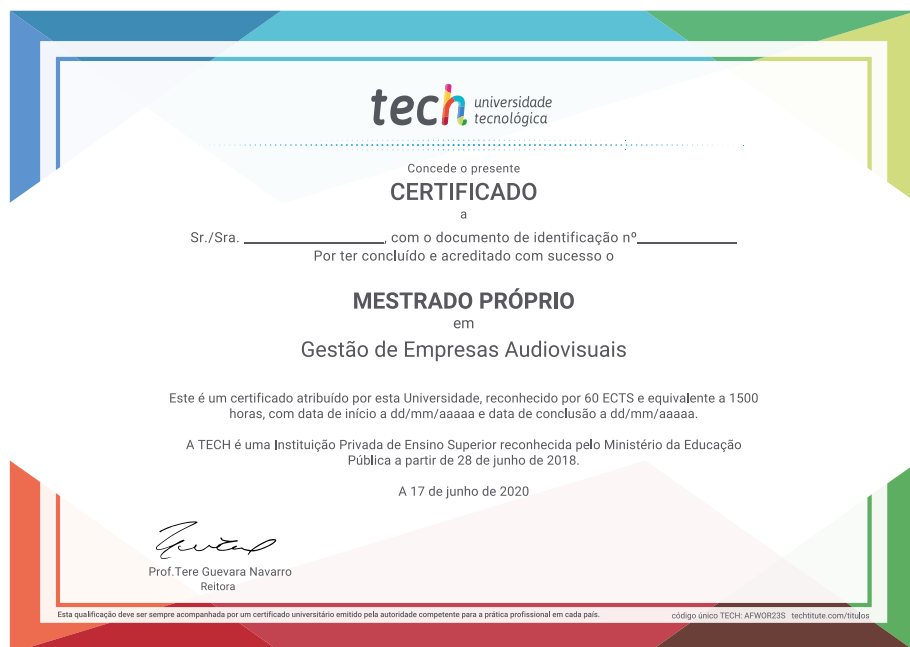 tech universidade
tecnológica
Concede o presente
CERTIFICADO
a
Sr./Sra. ________________, com o documento de identificação nº____________
Por ter concluído e acreditado com sucesso o
MESTRADO PRÓPRIO
em
Gestão de Empresas Audiovisuais
Este é um certificado atribuído por esta Universidade, reconhecido por 60 ECTS e equivalente a 1500
horas, com data de início a dd/mm/aaaaa e data de conclusão a dd/mm/aaaaa.
A TECH é uma Instituição Privada de Ensino Superior reconhecida pelo Ministério da Educação
Pública a partir de 28 de junho de 2018.
A 17 de junho de 2020
Prof.Tere Guevara Navarro
Reitora
Esta qualificação deve ser sempre acompanhada por um certificado universitário emitido pela autoridade competente para a prática profissional em cada país.
código único TECH: AFWOR23S techtitute.com/titulos